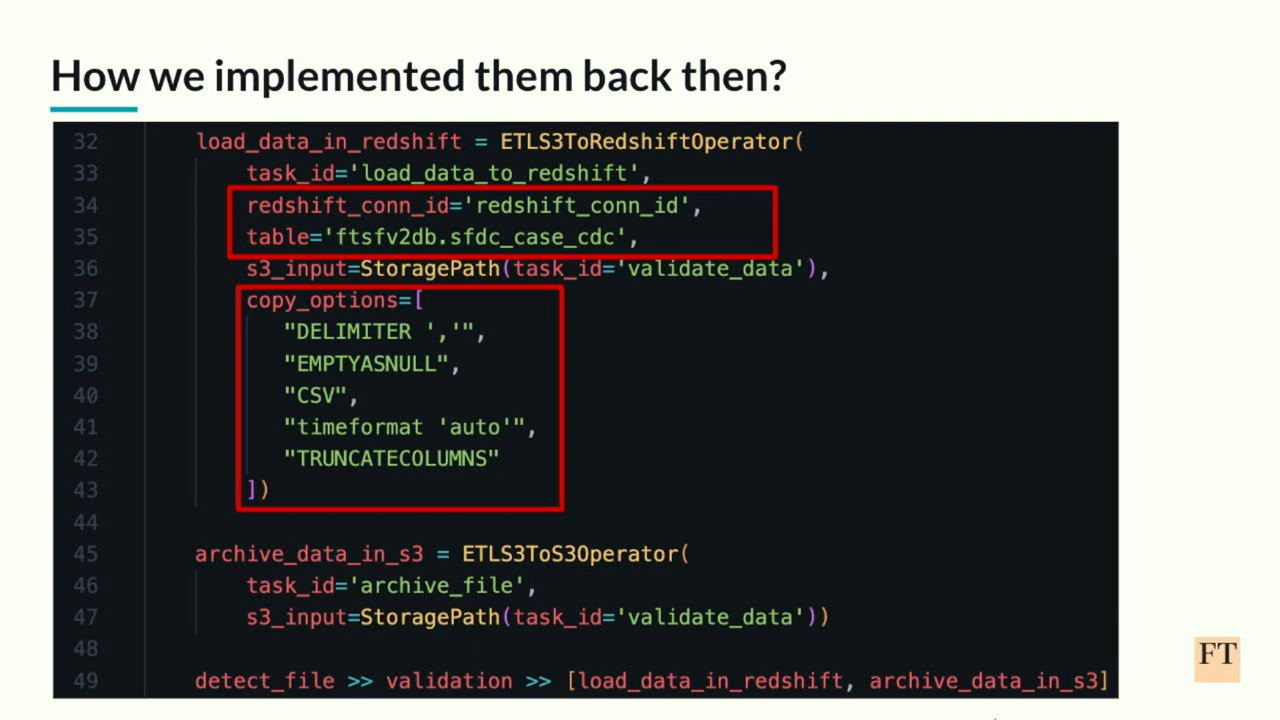 How we implemented them back then?
32 load_data_in_redshift = ETLS3ToRedshiftOperator(
33 task_id='load_data_to_redshift',
34 redshift_conn_id='redshift_conn_id',
35 table='ftsfv2db.sfdc_case_cdc',
36 s3_input=StoragePath(task_id='validate_data'),
37 copy_options=[
38 "DELIMITER ','",
39 "EMPTYASNULL",
40 "CSV",
41 "timeformat 'auto'",
42 "TRUNCATECOLUMNS"
43 ])
44
45 archive_data_in_s3 = ETLS3ToS3Operator(
46 task_id='archive_file',
47 s3_input=StoragePath(task_id='validate_data'))
48
49 detect_file >> validation >> [load_data_in_redshift, archive_data_in_s3]
FT